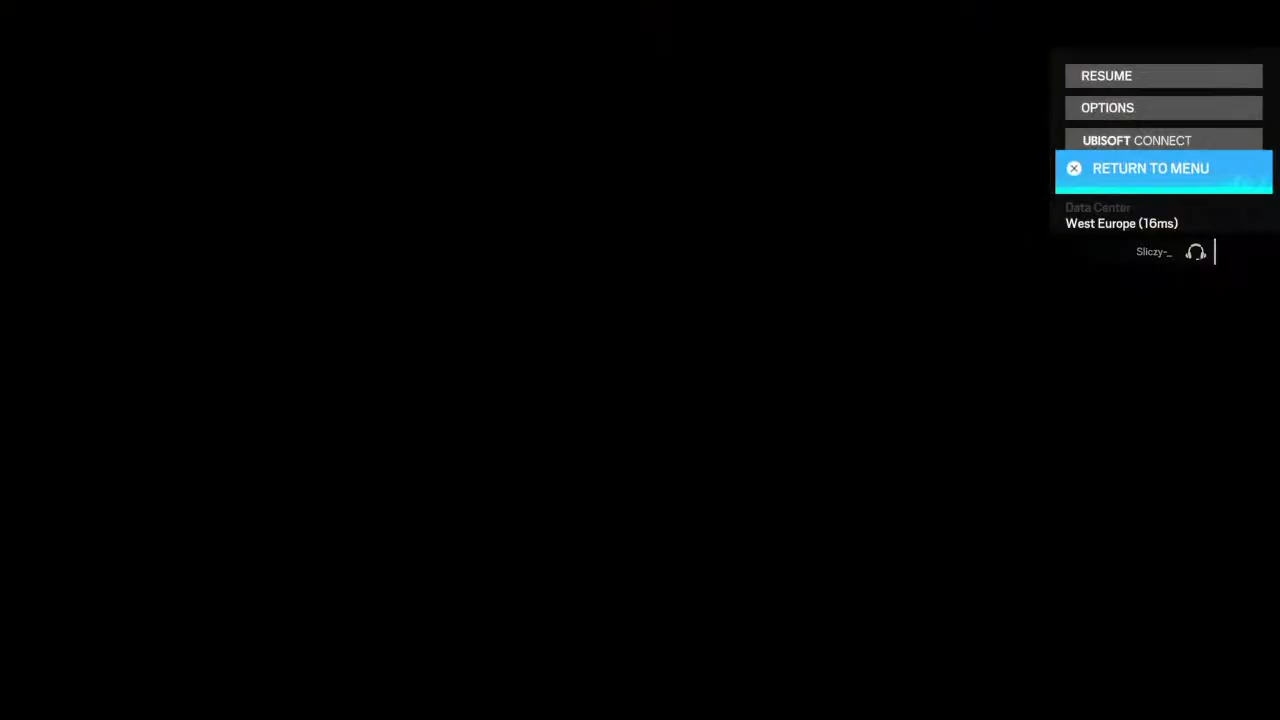 RESUME
OPTIONS
UBISOFT CONNECT
RETURN TO MENU
Data Center
West Europe (16ms)
Sliczy-_